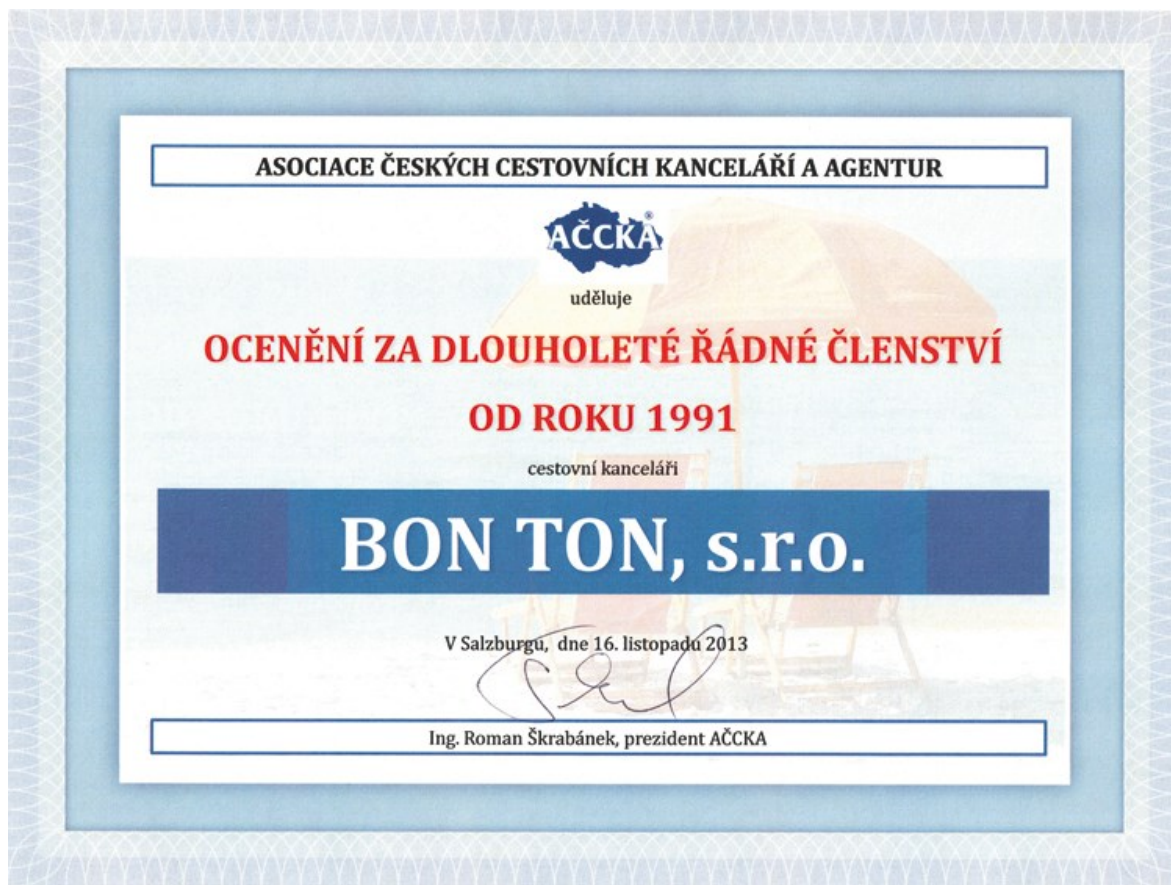 ASOCIACE ČESKÝCH CESTOVNÍCH KANCELÁŘÍ A AGENTUR
AČCKA®
uděluje
OCENĚNÍ ZA DLOUHOLETÉ ŘÁDNÉ ČLENSTVÍ
OD ROKU 1991
cestovní kanceláři
BON TON, s.r.o.
V Salzburgu, dne 16. listopadu 2013
Ing. Roman Škrabánek, prezident AČCKA